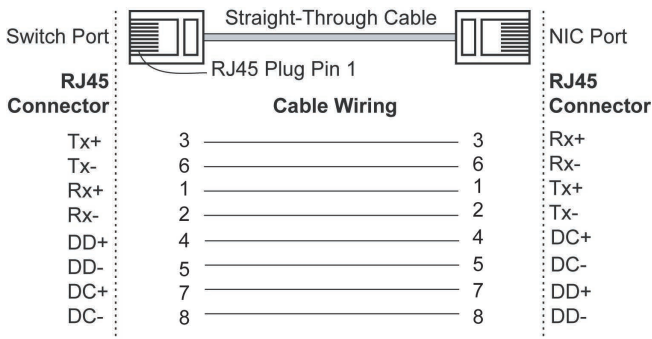 Straight-Through Cable
Switch Port NIC Port
RJ45 Plug Pin 1
RJ45 Connector Cable Wiring RJ45 Connector
Tx+ 3 3 Rx+
Tx- 6 6 Rx-
Rx+ 1 1 Tx+
Rx- 2 2 Tx-
DD+ 4 4 DC+
DD- 5 5 DC-
DC+ 7 7 DD+
DC- 8 8 DD-